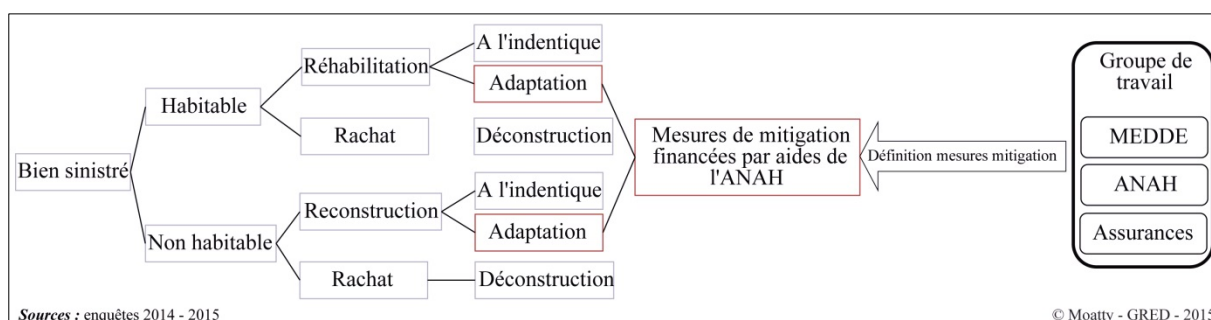 Bien sinistré
Habitable
Non habitable
Réhabilitation
Rachat
Reconstruction
Rachat
A l'indentique
Adaptation
Déconstruction
A l'indentique
Adaptation
Déconstruction
Mesures de mitigation
financées par aides de
l'ANAH
Définition mesures mitigation
Groupe de
travail
MEDDE
ANAH
Assurances
Sources : enquêtes 2014 - 2015
© Moatty - GRED - 2015